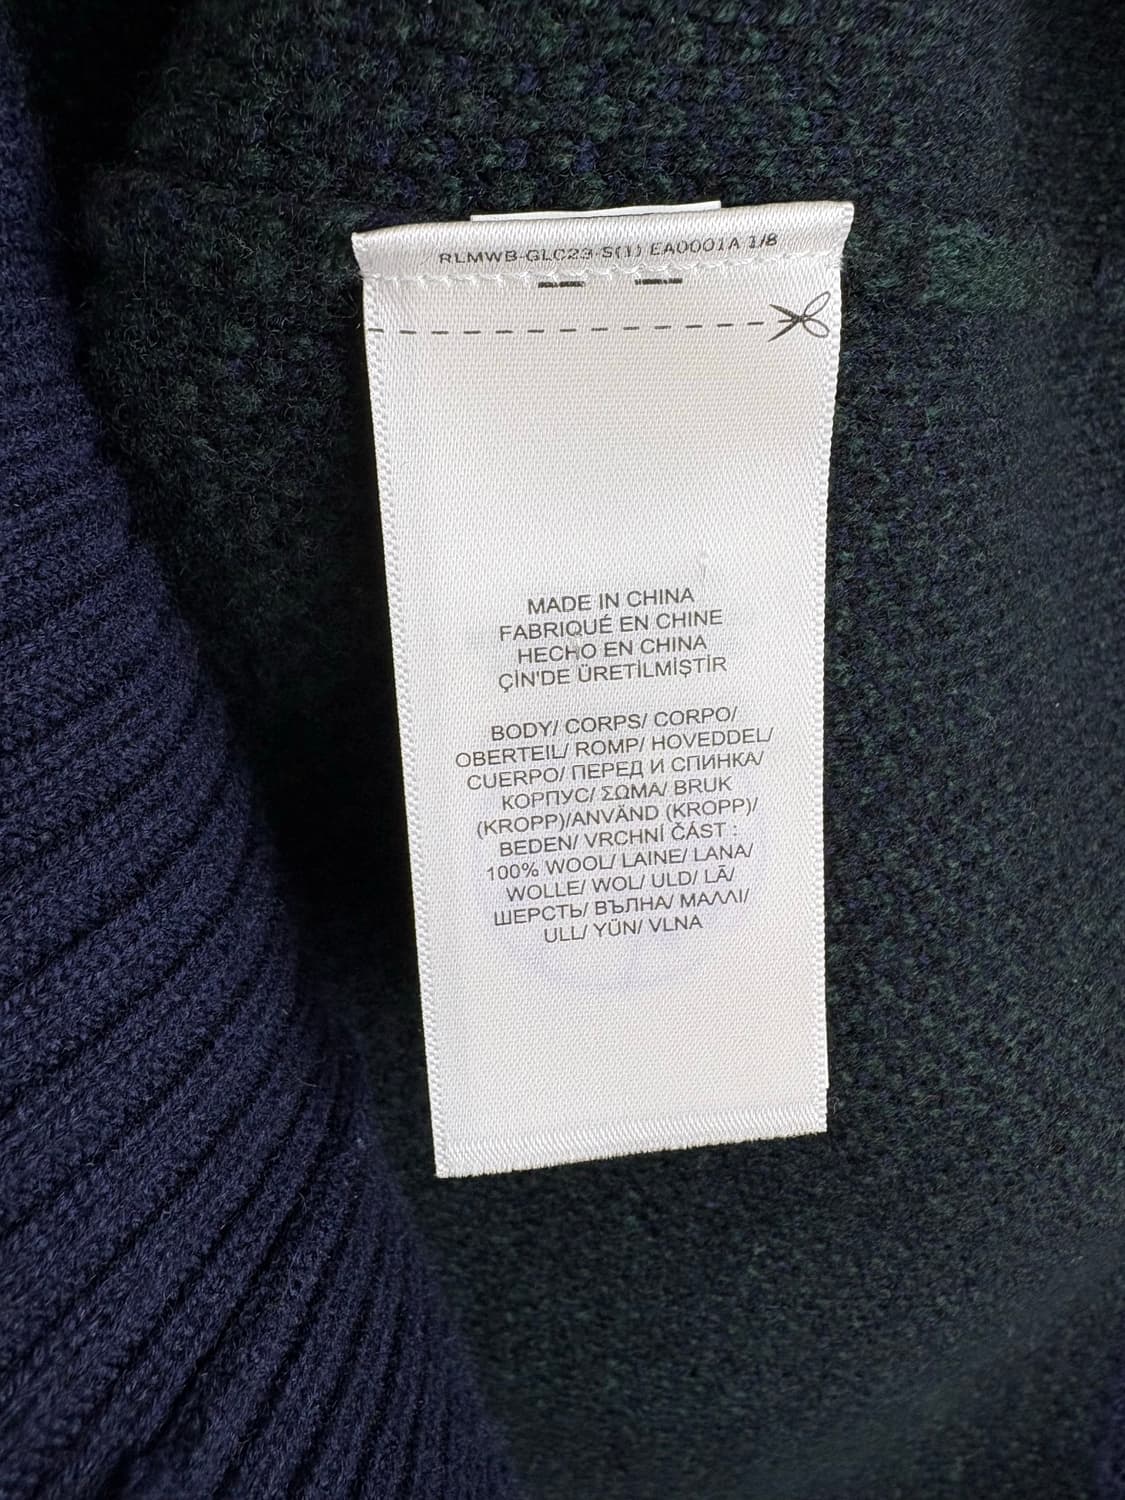 RLMWB-GLC23-S(1) EA0001A 1/8
MADE IN CHINA
FABRIQUÉ EN CHINE
HECHO EN CHINA
ÇİN'DE ÜRETİLMİŞTİR
BODY/ CORPS/ CORPO/
OBERTEIL/ ROMP/ HOVEDDEL/
CUERPO/ ПЕРЕД И СПИНКА/
КОРПУС/ ΣΩΜΑ/ BRUK
(KROPP)/ANVÄND (KROPP)/
BEDEN/ VRCHNÍ ČÁST :
100% WOOL/ LAINE/ LANA/
WOLLE/ WOL/ ULD/ LÃ/
ШЕРСТЬ/ ВЪЛНА/ ΜΑΛΛΙ/
ULL/ YÜN/ VLNA